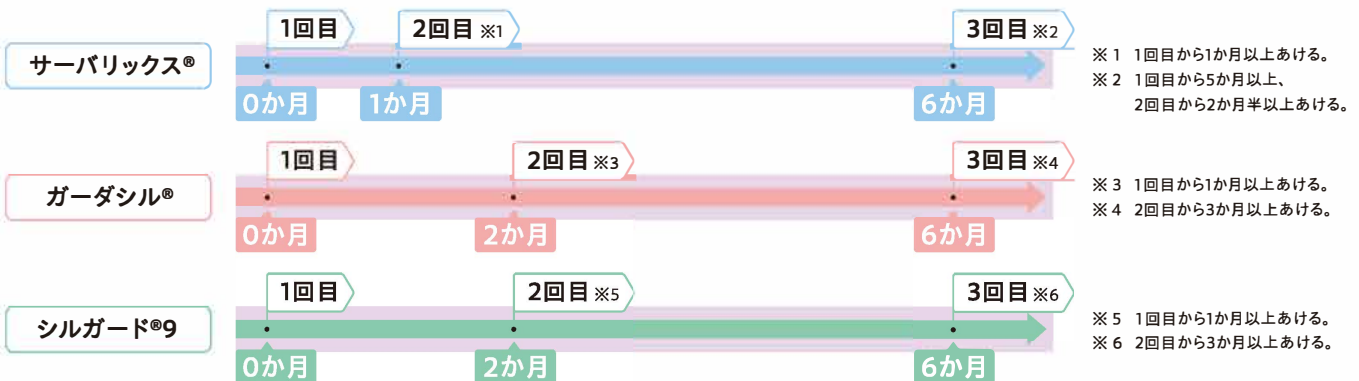 1回目
2回目 ※1
3回目 ※2
サーバリックス®
0か月
1か月
6か月
※1 1回目から1か月以上あける。
※2 1回目から5か月以上、
2回目から2か月半以上あける。
1回目
2回目 ※3
3回目 ※4
ガーダシル®
0か月
2か月
6か月
※3 1回目から1か月以上あける。
※4 2回目から3か月以上あける。
1回目
2回目 ※5
3回目 ※6
シルガード®9
0か月
2か月
6か月
※5 1回目から1か月以上あける。
※6 2回目から3か月以上あける。